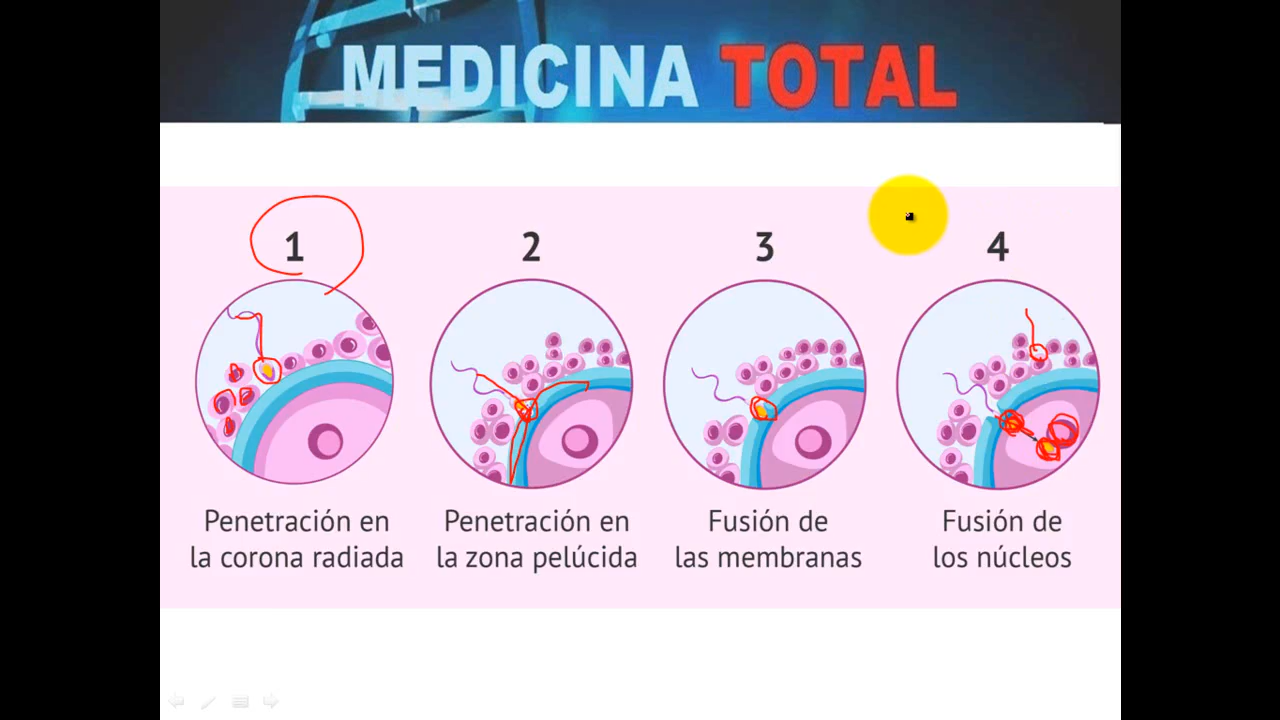 MEDICINA TOTAL
1
2
3
4
Penetración en
la corona radiada
Penetración en
la zona pelúcida
Fusión de
las membranas
Fusión de
los núcleos